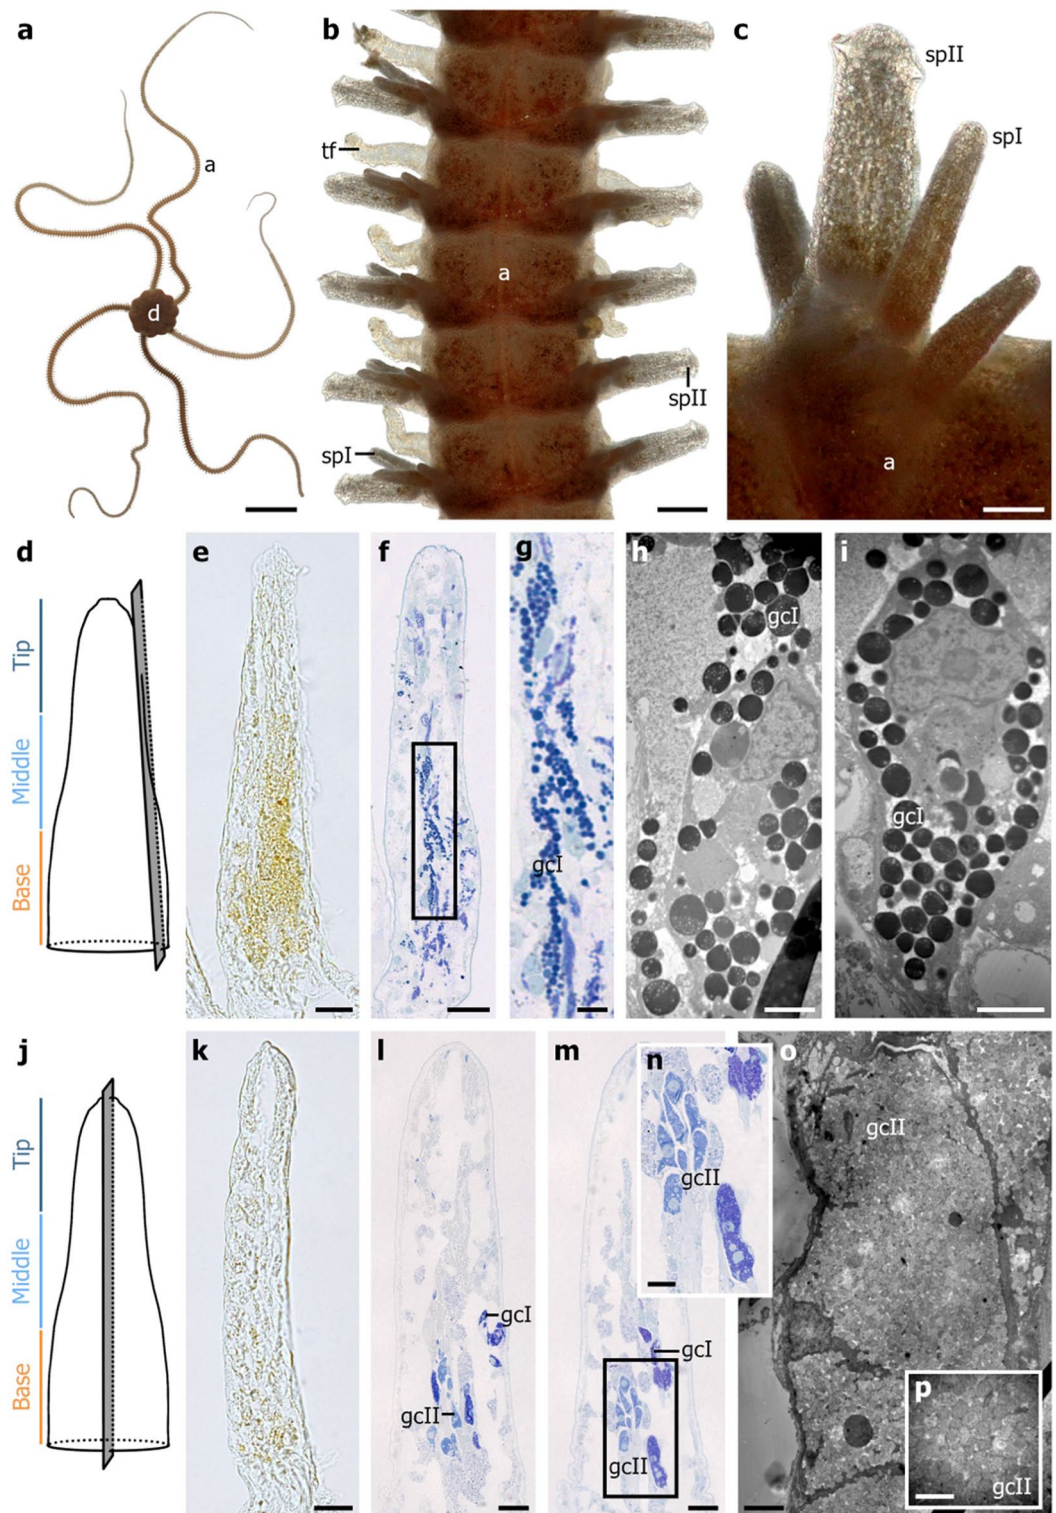 a
a
d
b
tf
a
spII
spI
c
spII
spI
a
d
Tip
Middle
Base
e
f
g
gcI
h
gcI
i
gcI
j
Tip
Middle
Base
k
l
gcI
gcII
m
gcI
gcII
n
gcII
o
gcII
p
gcII